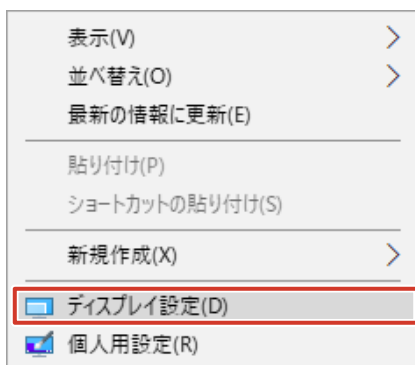 表示(V)
並べ替え(O)
最新の情報に更新(E)
貼り付け(P)
ショートカットの貼り付け(S)
新規作成(X)
ディスプレイ設定(D)
個人用設定(R)